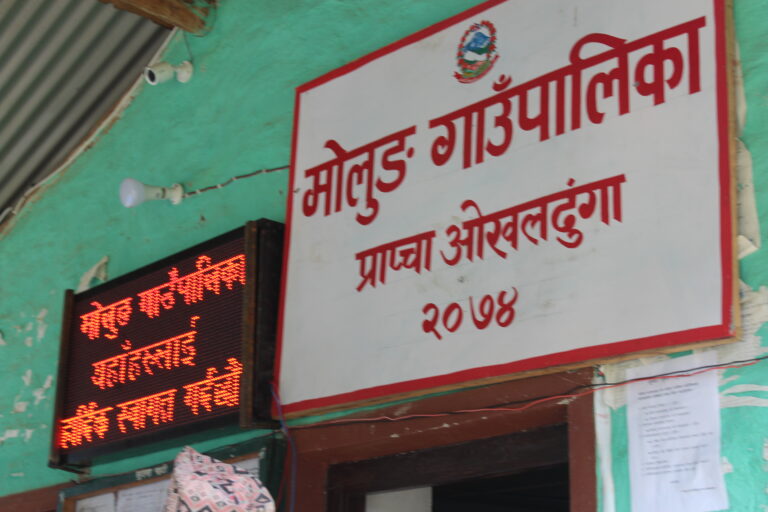 मोलुङ गाउँपालिका
प्राप्चा ओखलढुंगा
२०७४
मोलुङ गाउँपालिका
यहाँहरूलाई
हार्दिक स्वागत गर्दछौ